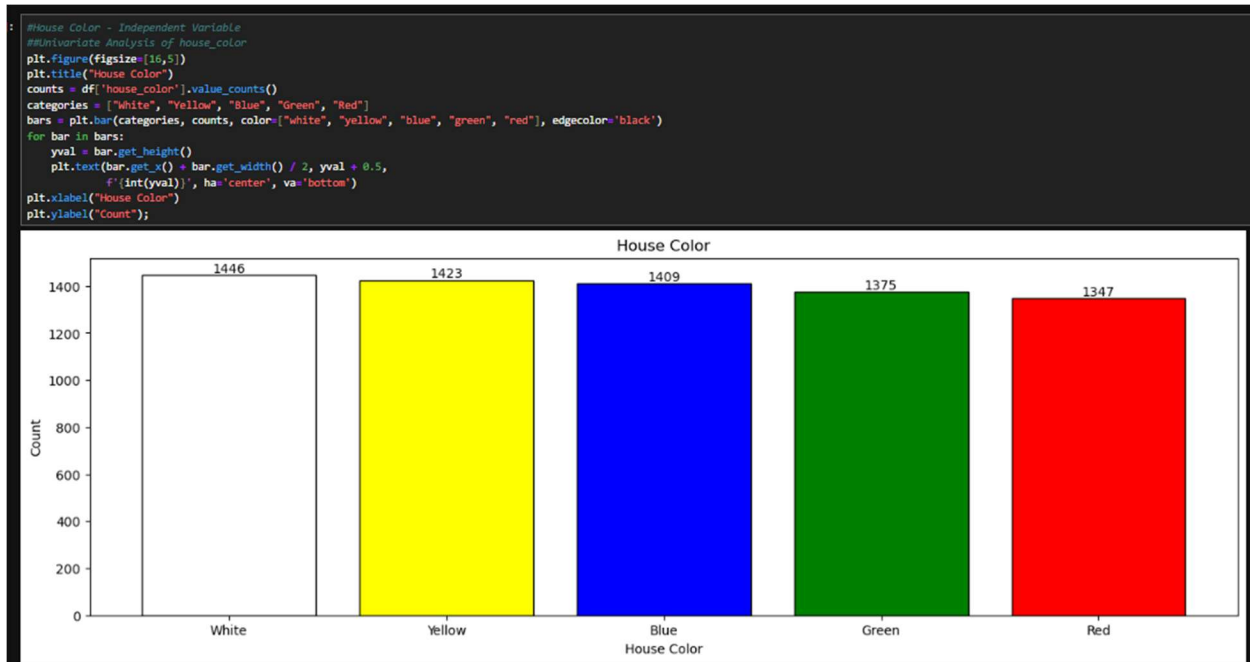 :
#House Color - Independent Variable
##Univariate Analysis of house_color
plt.figure(figsize=[16,5])
plt.title("House Color")
counts = df['house_color'].value_counts()
categories = ["White", "Yellow", "Blue", "Green", "Red"]
bars = plt.bar(categories, counts, color=["white", "yellow", "blue", "green", "red"], edgecolor='black')
for bar in bars:
    yval = bar.get_height()
    plt.text(bar.get_x() + bar.get_width() / 2, yval + 0.5,
            f'{int(yval)}', ha='center', va='bottom')
plt.xlabel("House Color")
plt.ylabel("Count");
House Color
1446 1423 1409 1375 1347
1400
1200
1000
800
600
400
200
0
Count
White Yellow Blue Green Red
House Color